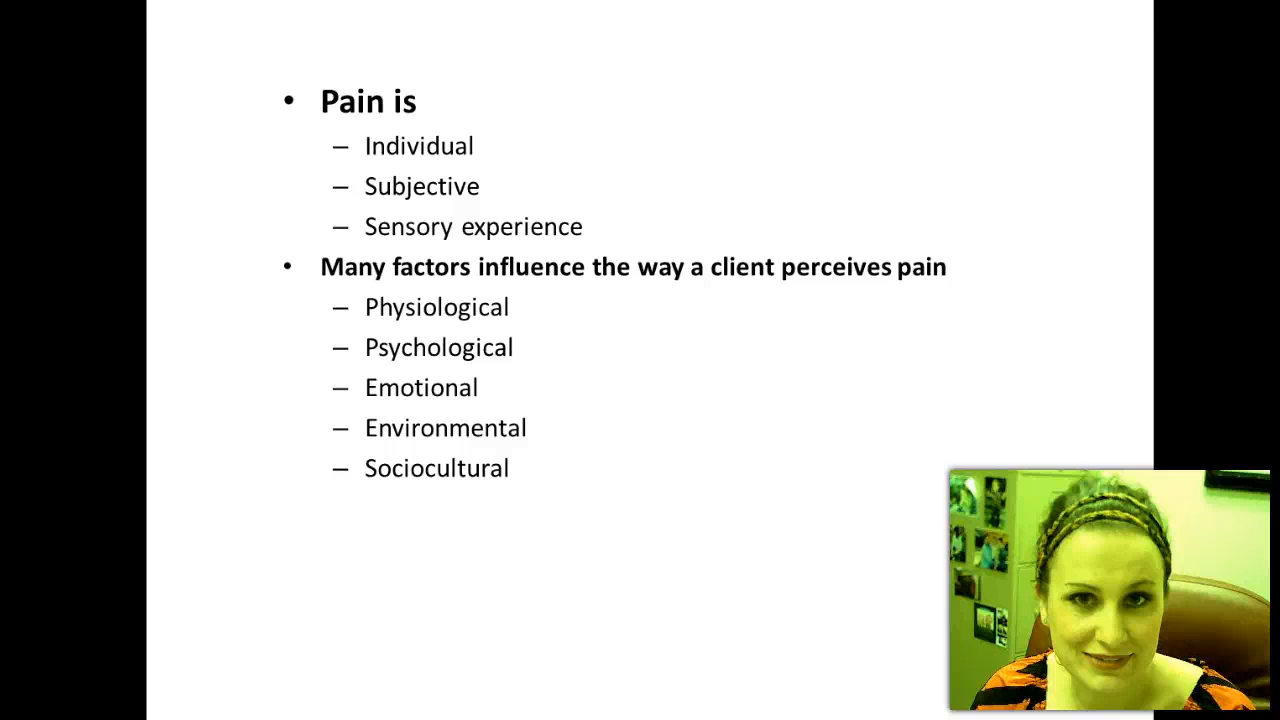 • Pain is
– Individual
– Subjective
– Sensory experience
• Many factors influence the way a client perceives pain
– Physiological
– Psychological
– Emotional
– Environmental
– Sociocultural